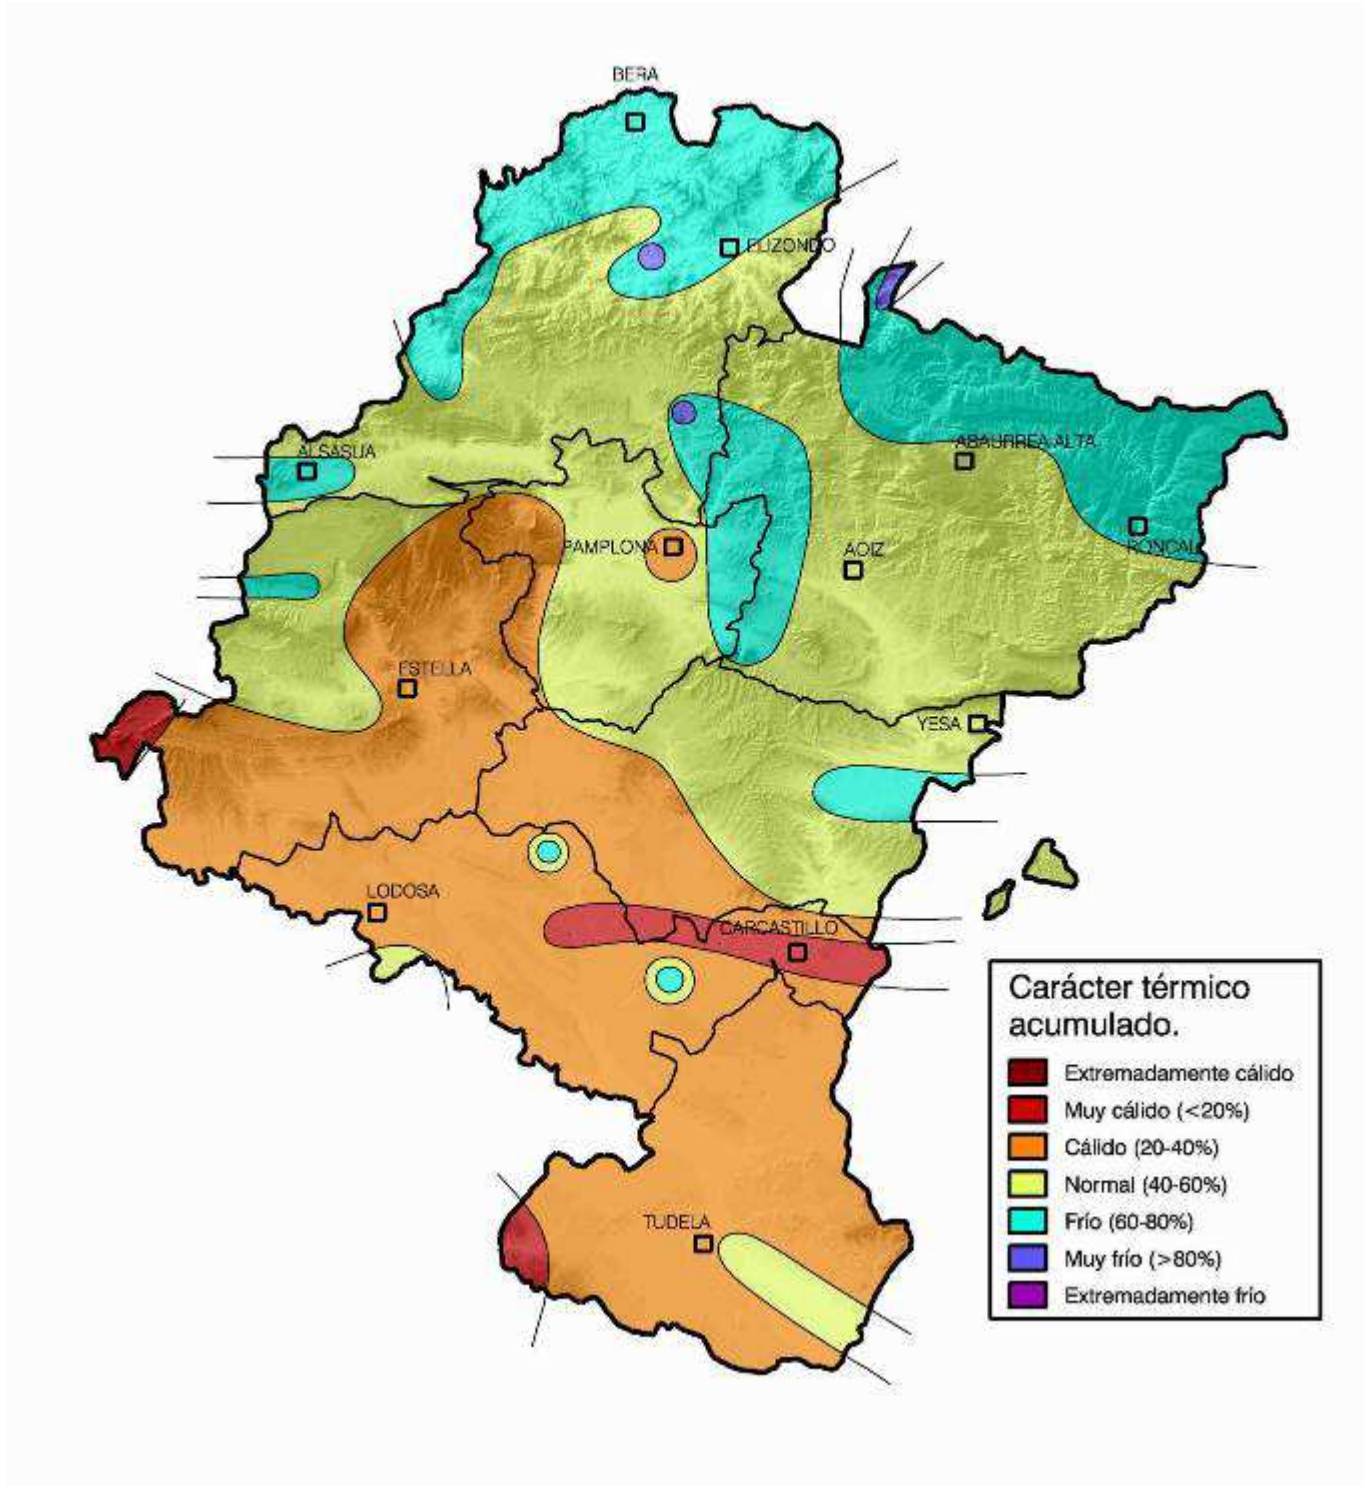 BERA
ELIZONDO
ALSASUA
ABAURREA ALTA
RONCAL
PAMPLONA
AOIZ
ESTELLA
YESA
LODOSA
CARCASTILLO
TUDELA
Carácter térmico
acumulado.
Extremadamente cálido
Muy cálido (<20%)
Cálido (20-40%)
Normal (40-60%)
Frío (60-80%)
Muy frío (>80%)
Extremadamente frío